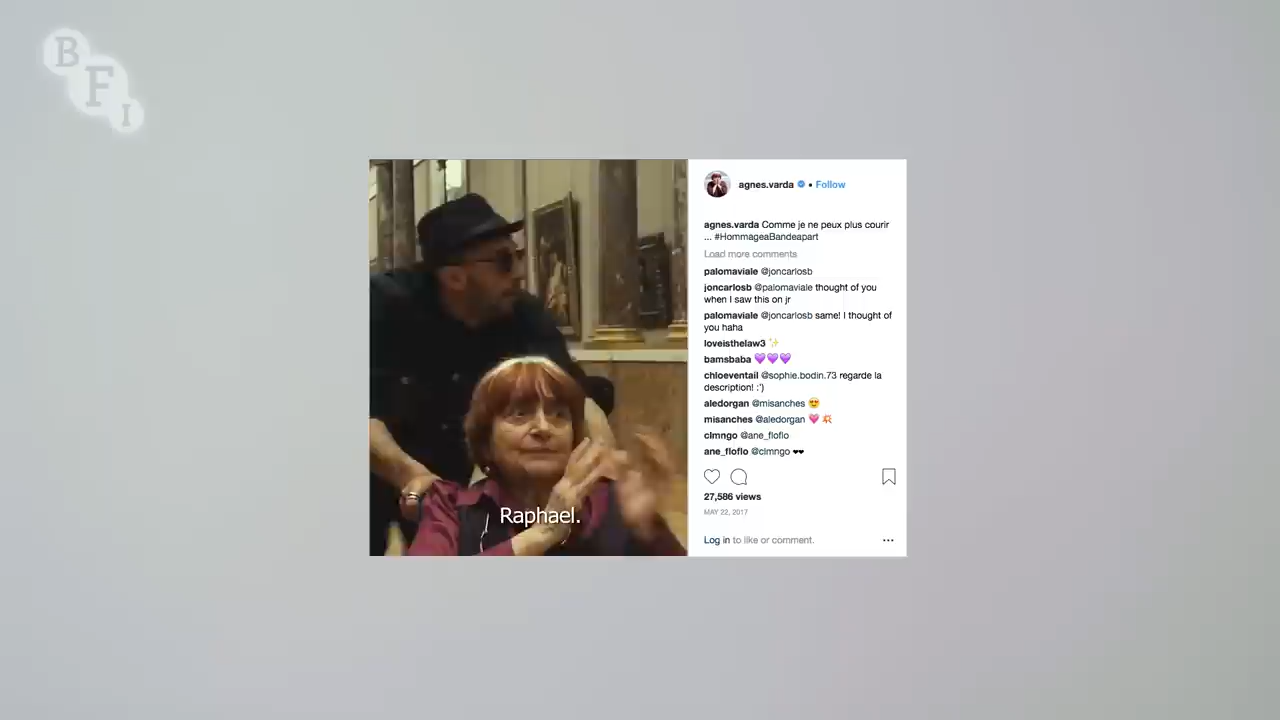 B
F
I
agnes.varda • Follow
agnes.varda Comme je ne peux plus courir
... #HommageaBandeapart
Load more comments
palomaviale @joncarlosb
joncarlosb @palomaviale thought of you
when I saw this on jr
palomaviale @joncarlosb same! I thought of
you haha
loveisthelaw3 ✨
bamsbaba 💜💜💜
chloeventail @sophie.bodin.73 regarde la
description! :')
aledorgan @misanches 😍
misanches @aledorgan 💗 💥
clmngo @ane_floflo
ane_floflo @clmngo 🕶
27,586 views
MAY 22, 2017
Log in to like or comment.
...
Raphael.